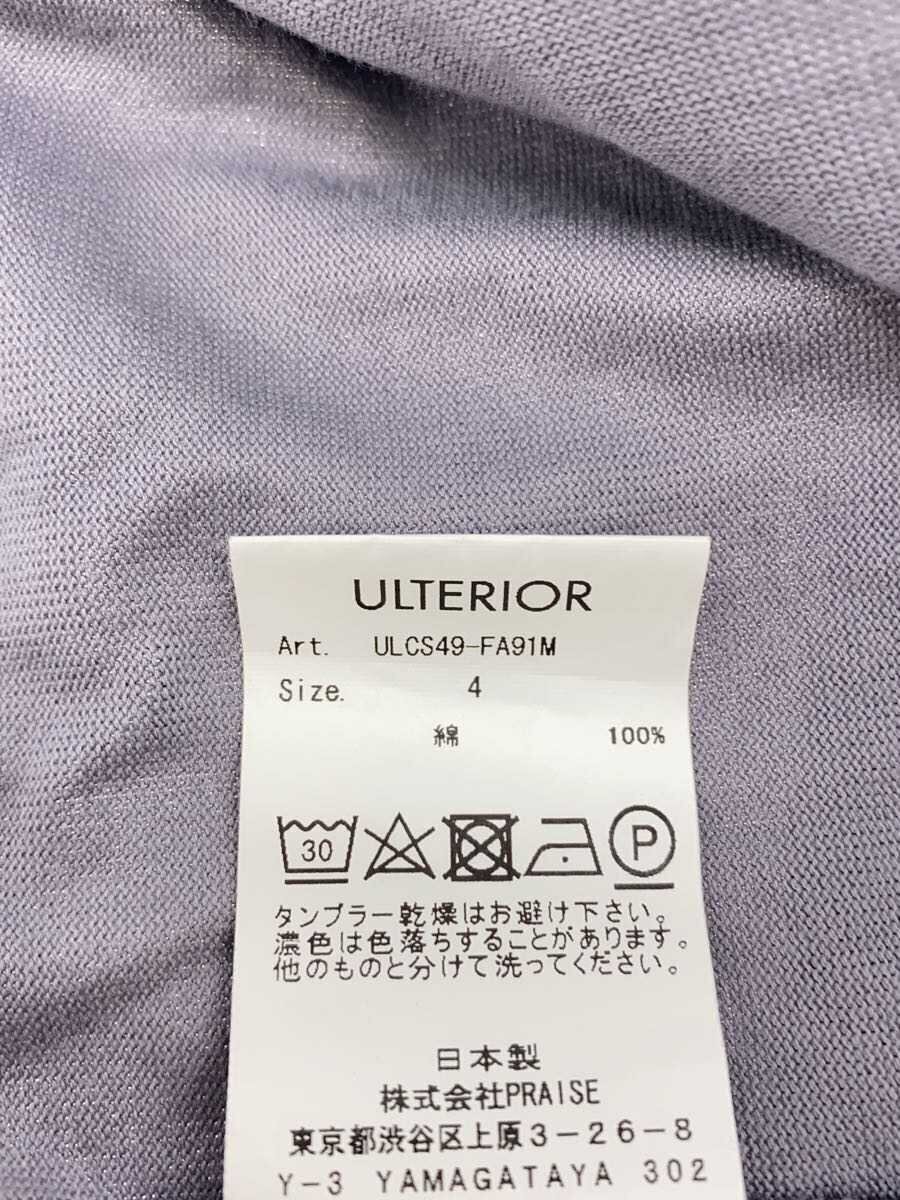 ULTERIOR
Art. ULCS49-FA91M
Size. 4
綿 100%
30 P
タンブラー乾燥はお避け下さい。
濃色は色落ちすることがあります。
他のものと分けて洗ってください。
日本製
株式会社PRAISE
東京都渋谷区上原3-26-8
Y-3 YAMAGATAYA 302